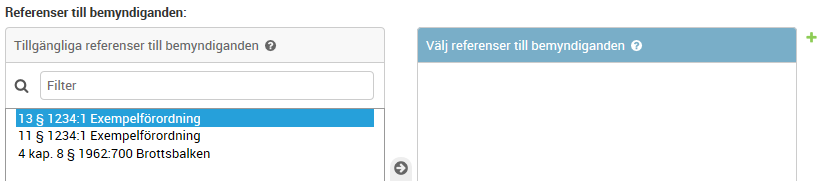 Referenser till bemyndiganden:
Tillgängliga referenser till bemyndiganden
Välj referenser till bemyndiganden
Filter
13 § 1234:1 Exempelförordning
11 § 1234:1 Exempelförordning
4 kap. 8 § 1962:700 Brottsbalken